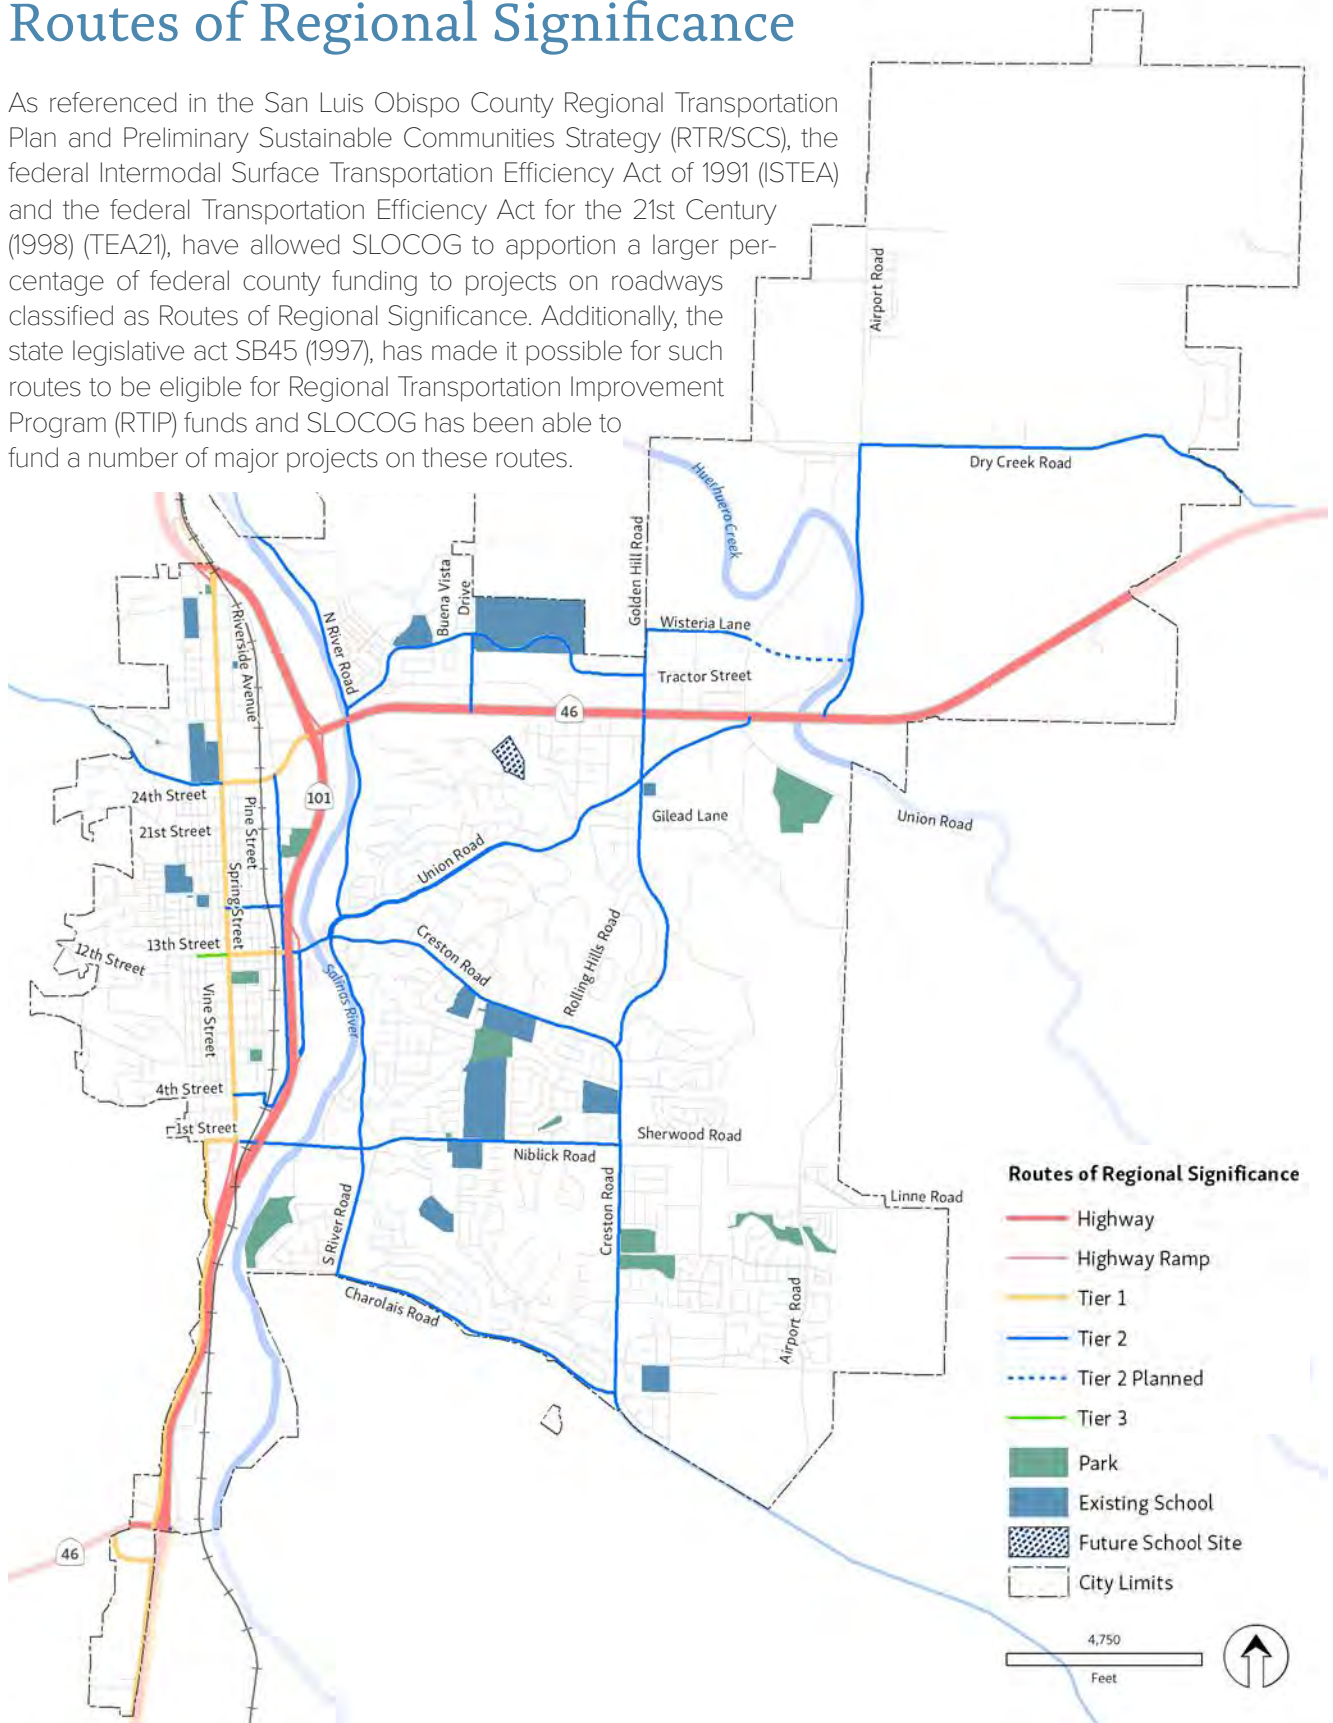 Routes of Regional Significance
As referenced in the San Luis Obispo County Regional Transportation
Plan and Preliminary Sustainable Communities Strategy (RTR/SCS), the
federal Intermodal Surface Transportation Efficiency Act of 1991 (ISTEA)
and the federal Transportation Efficiency Act for the 21st Century
(1998) (TEA21), have allowed SLOCOG to apportion a larger per-
centage of federal county funding to projects on roadways
classified as Routes of Regional Significance. Additionally, the
state legislative act SB45 (1997), has made it possible for such
routes to be eligible for Regional Transportation Improvement
Program (RTIP) funds and SLOCOG has been able to
fund a number of major projects on these routes.
Airport Road
Dry Creek Road
Huerhuero Creek
Golden Hill Road
Buena Vista
Drive
N River Road
Riverside Avenue
Wisteria Lane
Tractor Street
46
101
24th Street
21st Street
Pine Street
Spring Street
Gilead Lane
Union Road
Union Road
13th Street
12th Street
Creston Road
Rolling Hills Road
Salinas River
Vine Street
4th Street
1st Street
Sherwood Road
Niblick Road
S River Road
Creston Road
Linne Road
Charolais Road
Airport Road
46
Routes of Regional Significance
Highway
Highway Ramp
Tier 1
Tier 2
Tier 2 Planned
Tier 3
Park
Existing School
Future School Site
City Limits
4,750
Feet